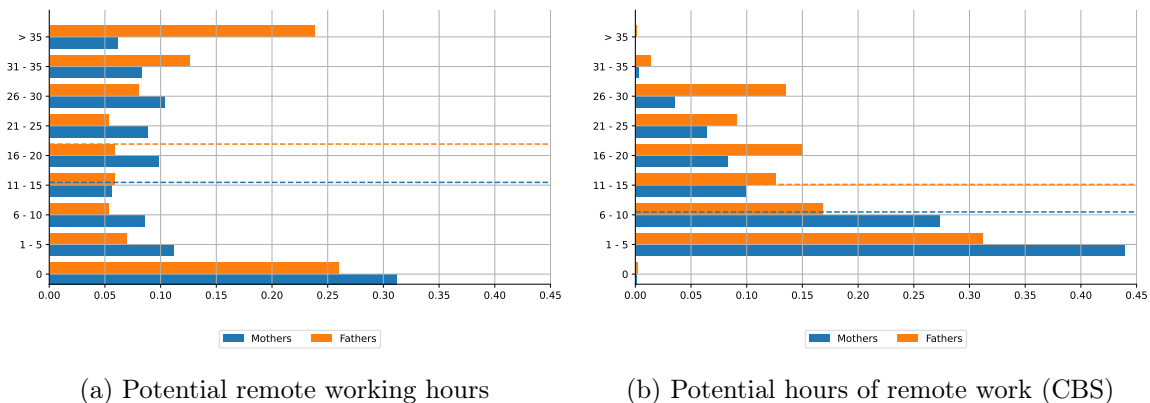 > 35
31 - 35
26 - 30
21 - 25
16 - 20
11 - 15
6 - 10
1 - 5
0
0.00 0.05 0.10 0.15 0.20 0.25 0.30 0.35 0.40 0.45
Mothers Fathers
(a) Potential remote working hours
> 35
31 - 35
26 - 30
21 - 25
16 - 20
11 - 15
6 - 10
1 - 5
0
0.00 0.05 0.10 0.15 0.20 0.25 0.30 0.35 0.40 0.45
Mothers Fathers
(b) Potential hours of remote work (CBS)